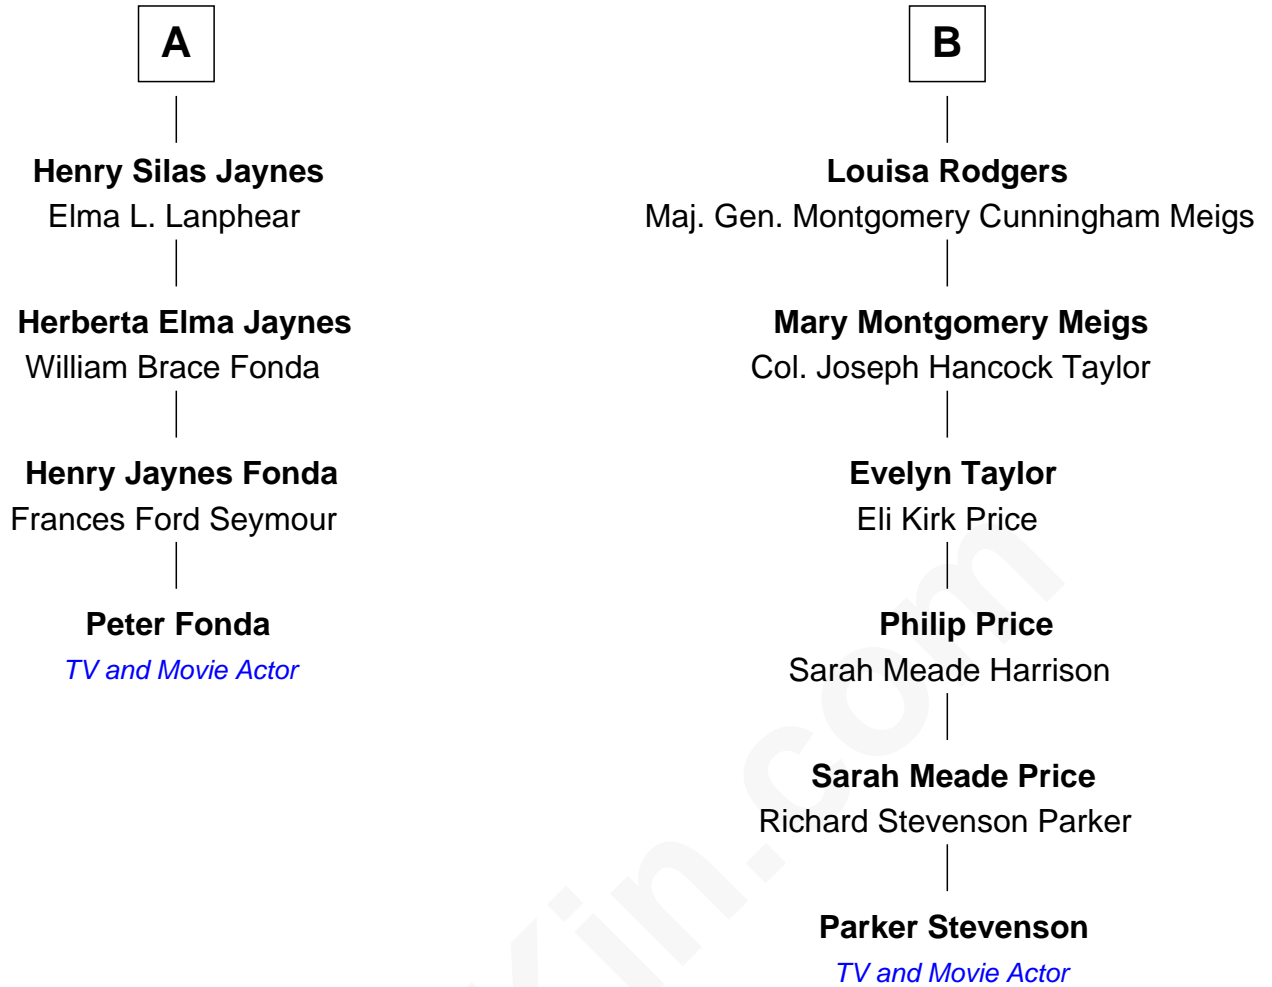 A
Henry Silas Jaynes
Elma L. Lanphear
Herberta Elma Jaynes
William Brace Fonda
Henry Jaynes Fonda
Frances Ford Seymour
Peter Fonda
TV and Movie Actor
B
Louisa Rodgers
Maj. Gen. Montgomery Cunningham Meigs
Mary Montgomery Meigs
Col. Joseph Hancock Taylor
Evelyn Taylor
Eli Kirk Price
Philip Price
Sarah Meade Harrison
Sarah Meade Price
Richard Stevenson Parker
Parker Stevenson
TV and Movie Actor
Kin.com